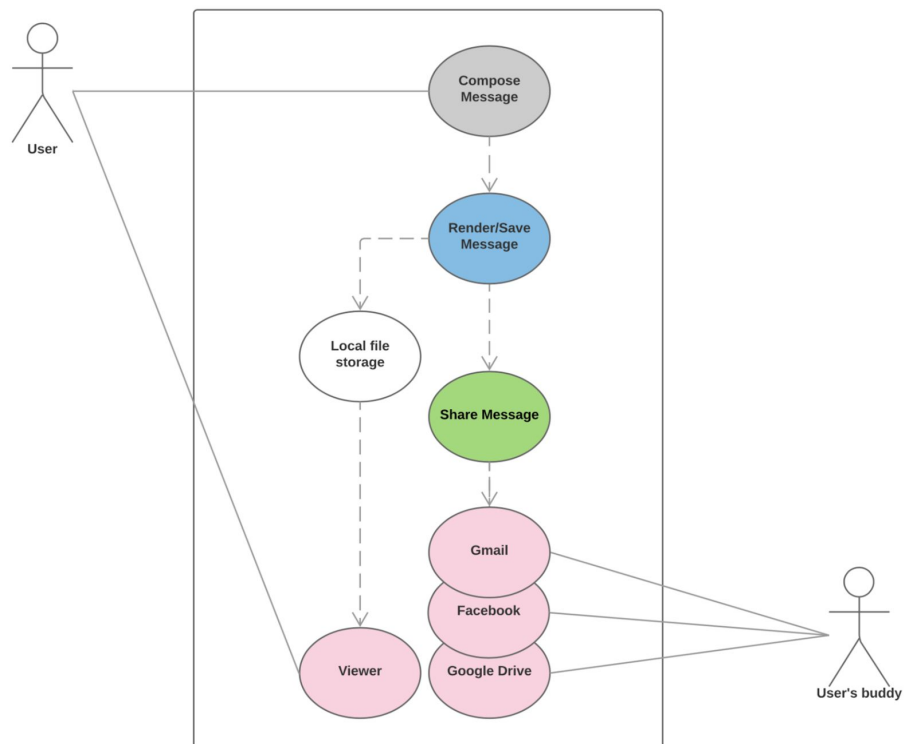 Compose
Message
User
Render/Save
Message
Local file
storage
Share Message
Gmail
Facebook
Viewer
Google Drive
User's buddy